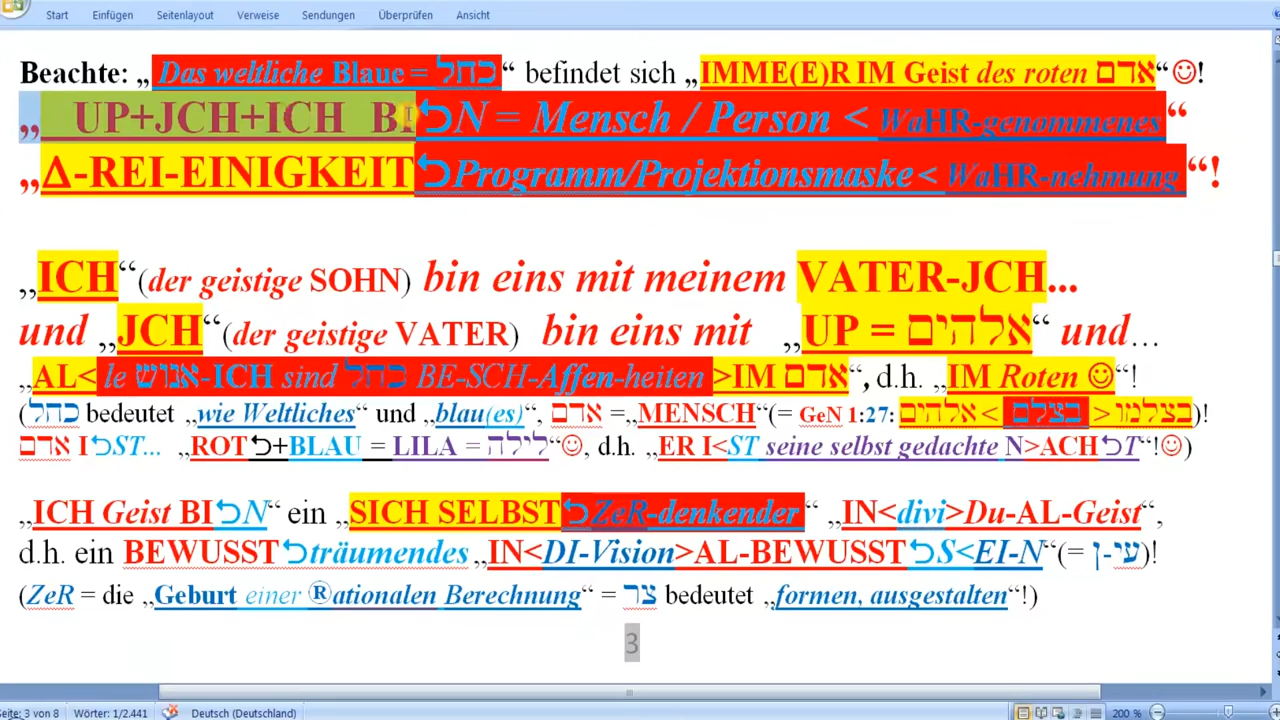 Start Einfügen Seitenlayout Verweise Sendungen Überprüfen Ansicht
Beachte: „ Das weltliche Blaue = כחל“ befindet sich „IMME(E)R IM Geist des roten אדם“☺!
„ UP+JCH+ICH BI⮌N = Mensch / Person < WaHR-genommenes“
„Δ-REI-EINIGKEIT⮌Programm/Projektionsmaske< WaHR-nehmung“!
„ICH“(der geistige SOHN) bin eins mit meinem VATER-JCH...
und „JCH“(der geistige VATER) bin eins mit „UP = אלהים“ und…
„AL< le אנוש-ICH sind כחל BE-SCH-Affen-heiten >IM אדם“, d.h. „IM Roten ☺“!
(כחל bedeutet „wie Weltliches“ und „blau(es)“, אדם =„MENSCH“(= GeN 1:27: אלהים < בצלם > בצלמו)!
אדם I⮌ST... „ROT⮌+BLAU = LILA = לילה“☺, d.h. „ER I<ST seine selbst gedachte N>ACH⮌T“!☺)
„ICH Geist BI⮌N“ ein „SICH SELBST⮌ZeR-denkender“ „IN<divi>Du-AL-Geist“,
d.h. ein BEWUSST⮌träumendes „IN<DI-Vision>AL-BEWUSST⮌S<EI-N“(= עי-ן)!
(ZeR = die „Geburt einer ®ationalen Berechnung“ = צר bedeutet „formen, ausgestalten“!)
3
Seite: 3 von 8 Wörter: 1/2.441 Deutsch (Deutschland) 200 %